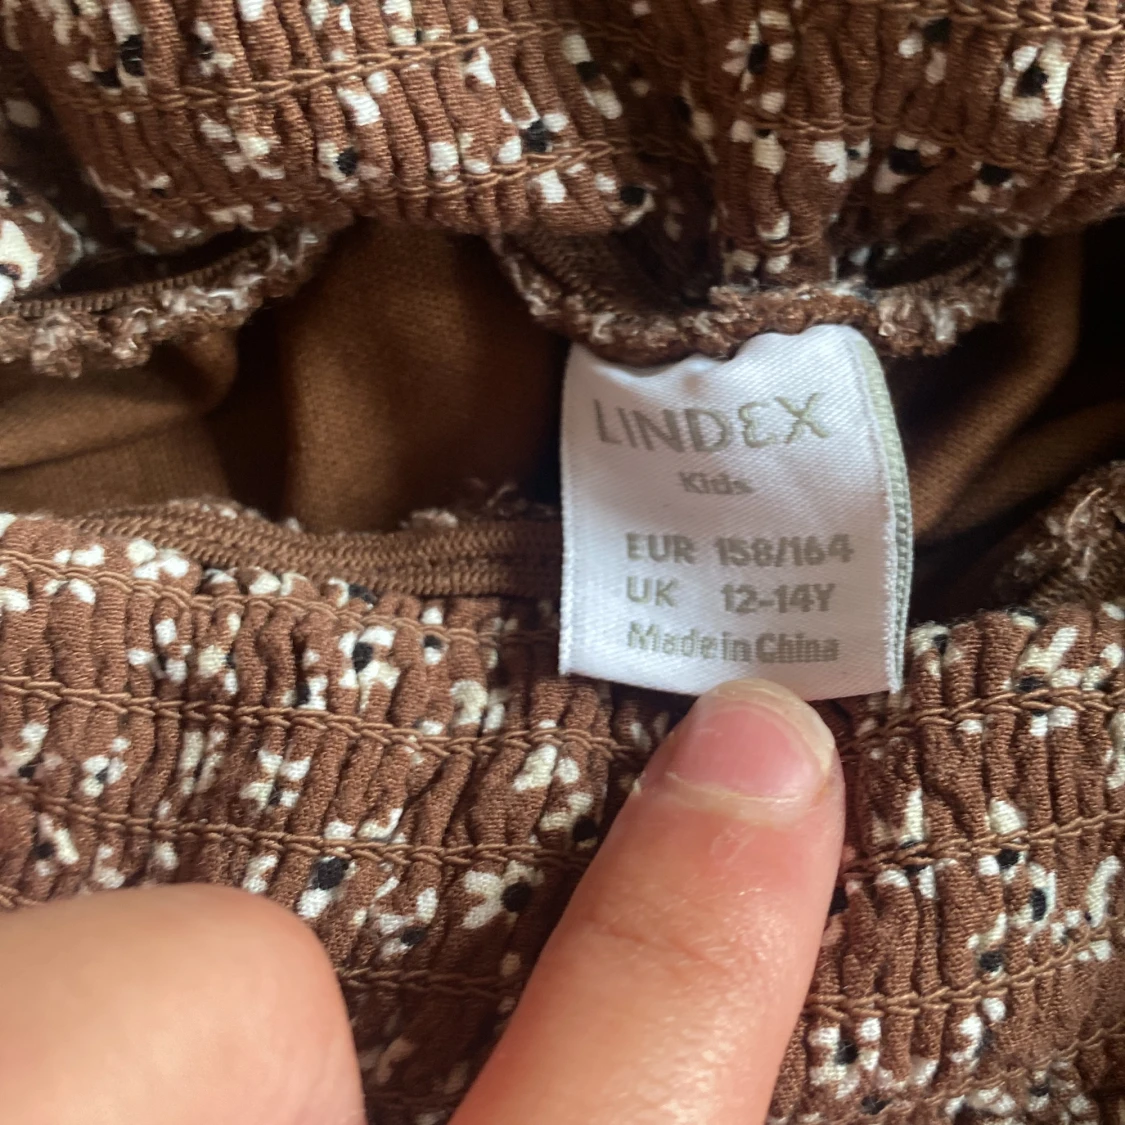 LINDEX
Kids
EUR 158/164
UK 12-14Y
Made in China